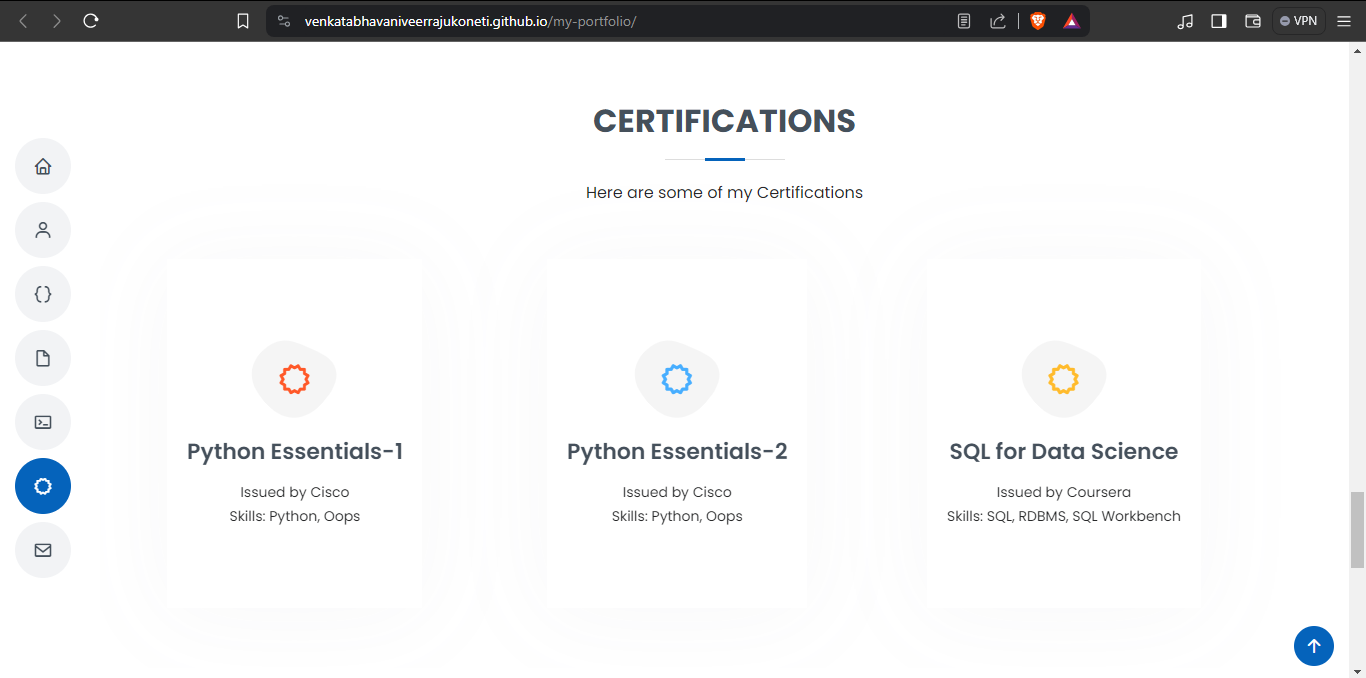 venkatabhavaniveerrajukoneti.github.io/my-portfolio/
VPN
CERTIFICATIONS
Here are some of my Certifications
Python Essentials-1
Issued by Cisco
Skills: Python, Oops
Python Essentials-2
Issued by Cisco
Skills: Python, Oops
SQL for Data Science
Issued by Coursera
Skills: SQL, RDBMS, SQL Workbench